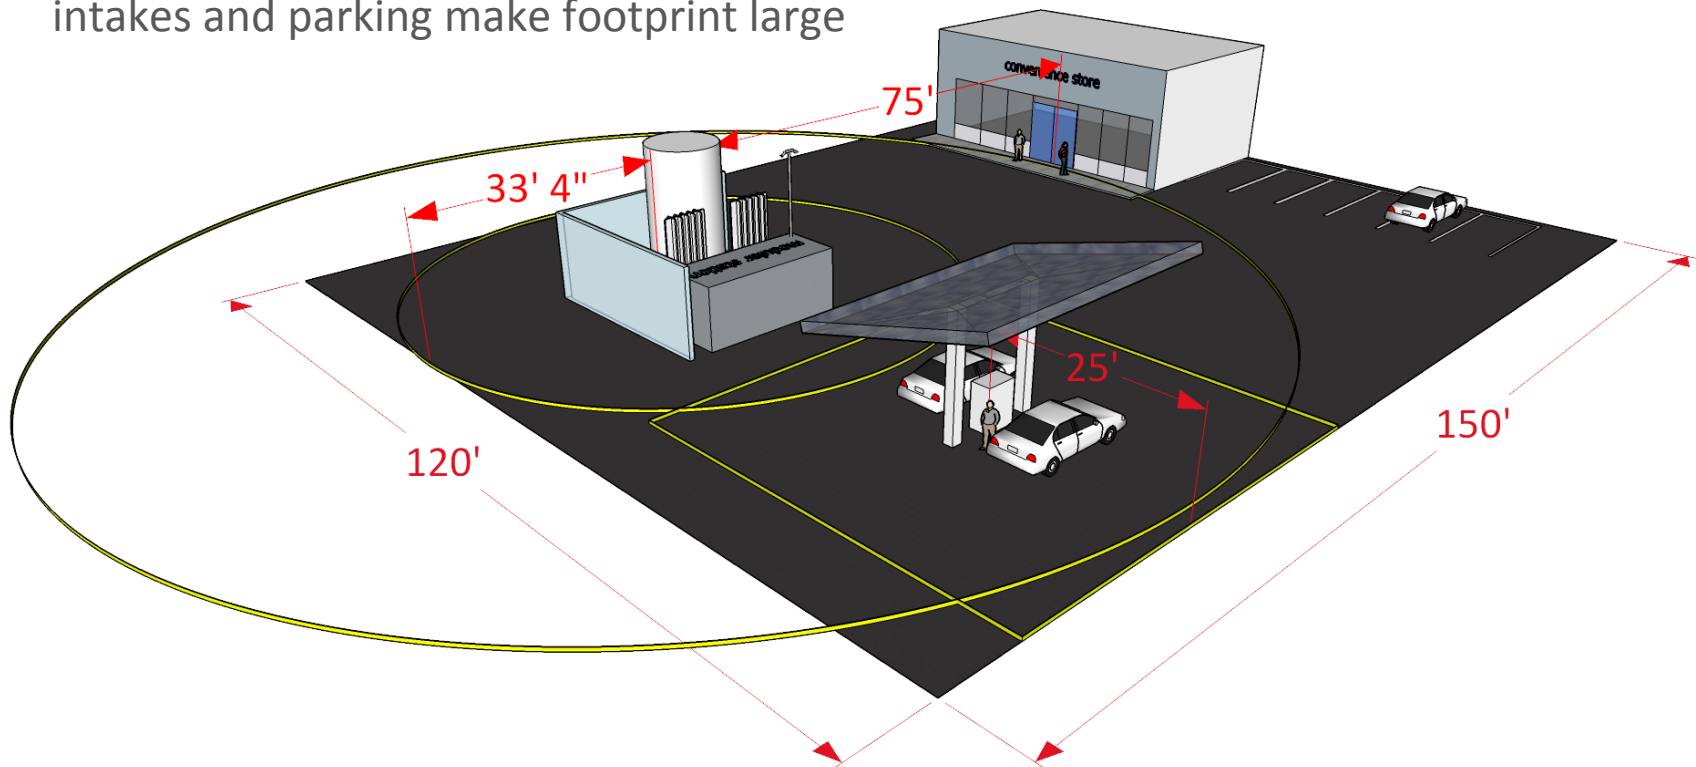 intakes and parking make footprint large
convenience store
75'
33' 4"
25'
120'
150'